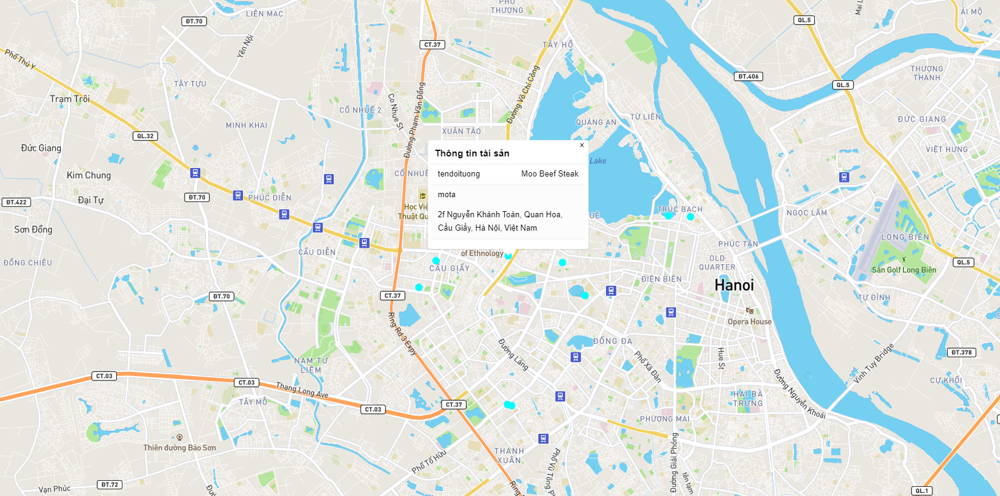 PHÚ
THƯỢNG
LIÊN MẠC
ĐT.70
QL.5
Mai L
ÁI MỘ
Yên Nội
CT.37
TÂY HỒ
Phố Thú Y
THƯỢNG
THANH
ĐT.406
TÂY TỰU
QL.5
Đường Võ Chí Công
Trạm Trôi
Co Nhue St
Đường Phạm Văn Đồng
CỔ NHUẾ 2
TỨ LIÊN
QUẢNG AN
ĐỨC GIANG
MINH KHAI
XUÂN TẢO
QL.32
Đức Giang
VIỆT HƯNG
Thông tin tài sản
×
Lake
tendoituong
Moo Beef Steak
CỔ NHUẾ
Kim Chung
mota
ĐT.422
Đại Tự
ĐT.70
PHÚC DIỄN
Học Việ
Thuật Qu
TRÚC BẠCH
NGỌC LÂM
2f Nguyễn Khánh Toàn, Quan Hoa,
UÊ
Cầu Giấy, Hà Nội, Việt Nam
Sơn Đồng
LONG BIÊN
PHÚC TÂN
CẦU DIỄN
of Ethnology
ĐỒNG CHIÊU
CẦU GIẤY
OLD
QUARTER
QL.5
Sân Golf Long Biên
ĐIỆN BIÊN
Hanoi
ĐT.70
CT.37
TƯ ĐÌNH
Ring Rd 3 Expy
Opera House
ĐỐNG ĐA
Đường Láng
Phố Xã Đàn
Hue St
ĐT.378
Vinh Tuy Bridge
NAM TỪ
LIÊM
CT.03
CT.03
Thang Long Ave
Đường Nguyễn Khoái
CỰ KHỐI
HAI BÀ
TRƯNG
TÂY MỖ
CT.03
CT.37
PHƯƠNG MAI
Thiên đường Bảo Sơn
THANH
XUÂN
Phố Tố Hữu
Phố Vũ Tông P
Đường Giải Phóng
tên tạm
ĐT.72
Vạn Phúc
Đườ
Ring
QL.1